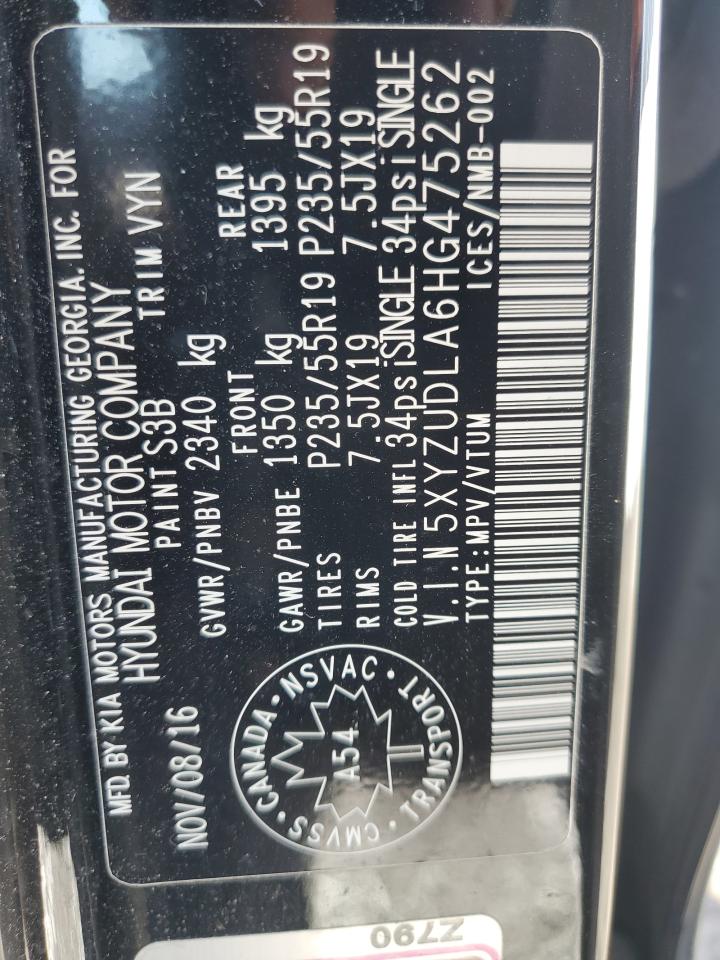 MFD. BY KIA MOTORS MANUFACTURING GEORGIA. INC. FOR
HYUNDAI MOTOR COMPANY
NOV/08/16 PAINT S3B TRIM VYN
GVWR/PNBV 2340 kg
FRONT REAR
GAWR/PNBE 1350 kg 1395 kg
TIRES P235/55R19 P235/55R19
RIMS 7.5JX19 7.5JX19
COLD TIRE INFL 34psiSINGLE 34psiSINGLE
V.I.N 5XYZUDLA6HG475262
TYPE:MPV/VTUM ICES/NMB-002
CANADA · NSVAC · TRANSPORT · CMVSS ·
A54
Z790